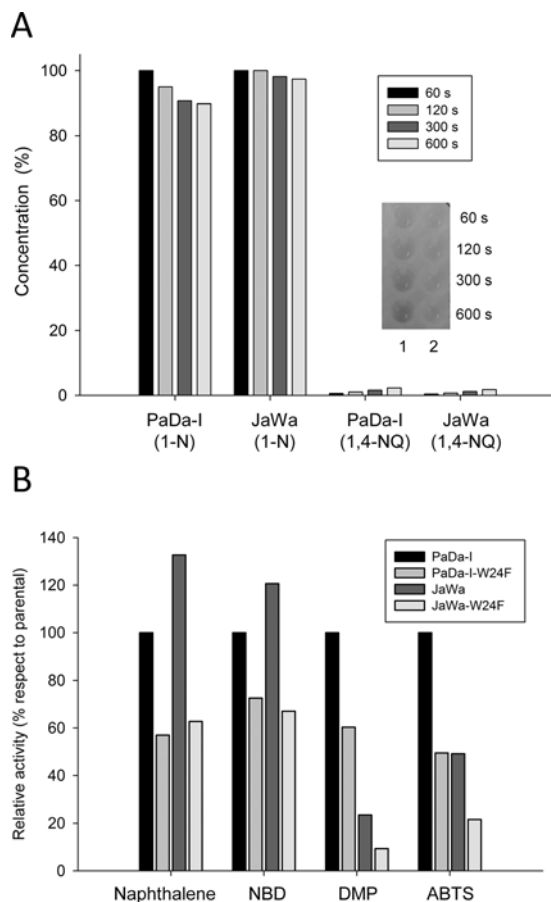 A
Concentration (%)
100
80
60
40
20
0
60 s
120 s
300 s
600 s
60 s
120 s
300 s
600 s
1 2
PaDa-I
(1-N)
JaWa
(1-N)
PaDa-I
(1,4-NQ)
JaWa
(1,4-NQ)
B
Relative activity (% respect to parental)
140
120
100
80
60
40
20
0
PaDa-I
PaDa-I-W24F
JaWa
JaWa-W24F
Naphthalene NBD DMP ABTS